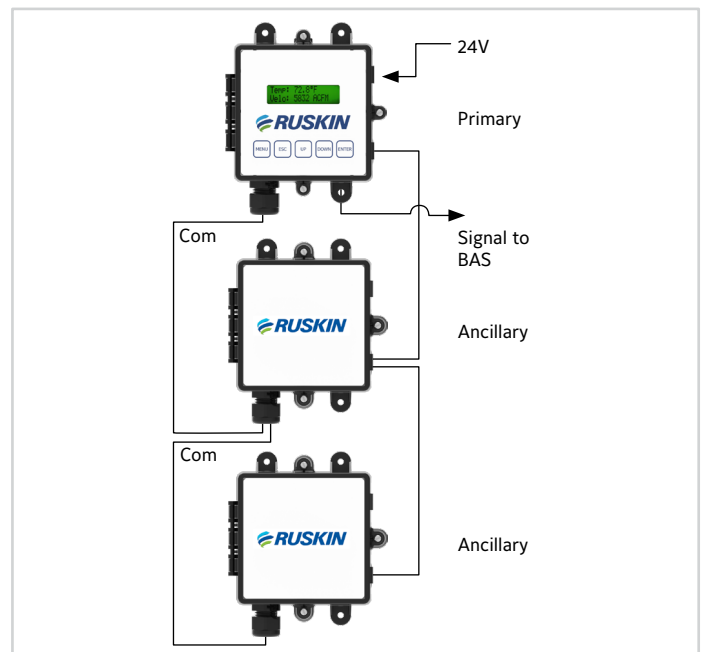 24V
Temp: 72.8°F
Velo: 5832 ACFM
RUSKIN
MENU ESC UP DOWN ENTER
Primary
Com
Signal to
BAS
RUSKIN
Ancillary
Com
RUSKIN
Ancillary